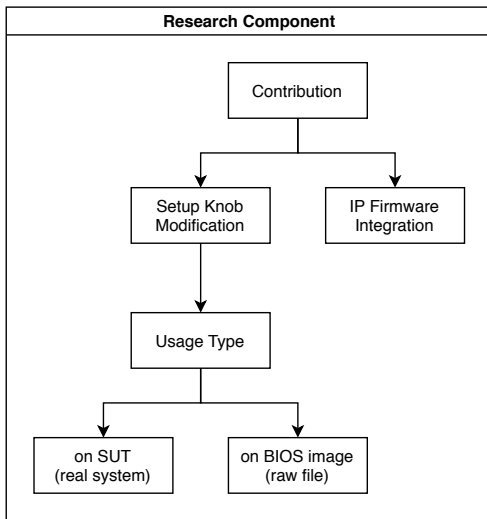 Research Component
Contribution
Setup Knob
Modification
IP Firmware
Integration
Usage Type
on SUT
(real system)
on BIOS image
(raw file)